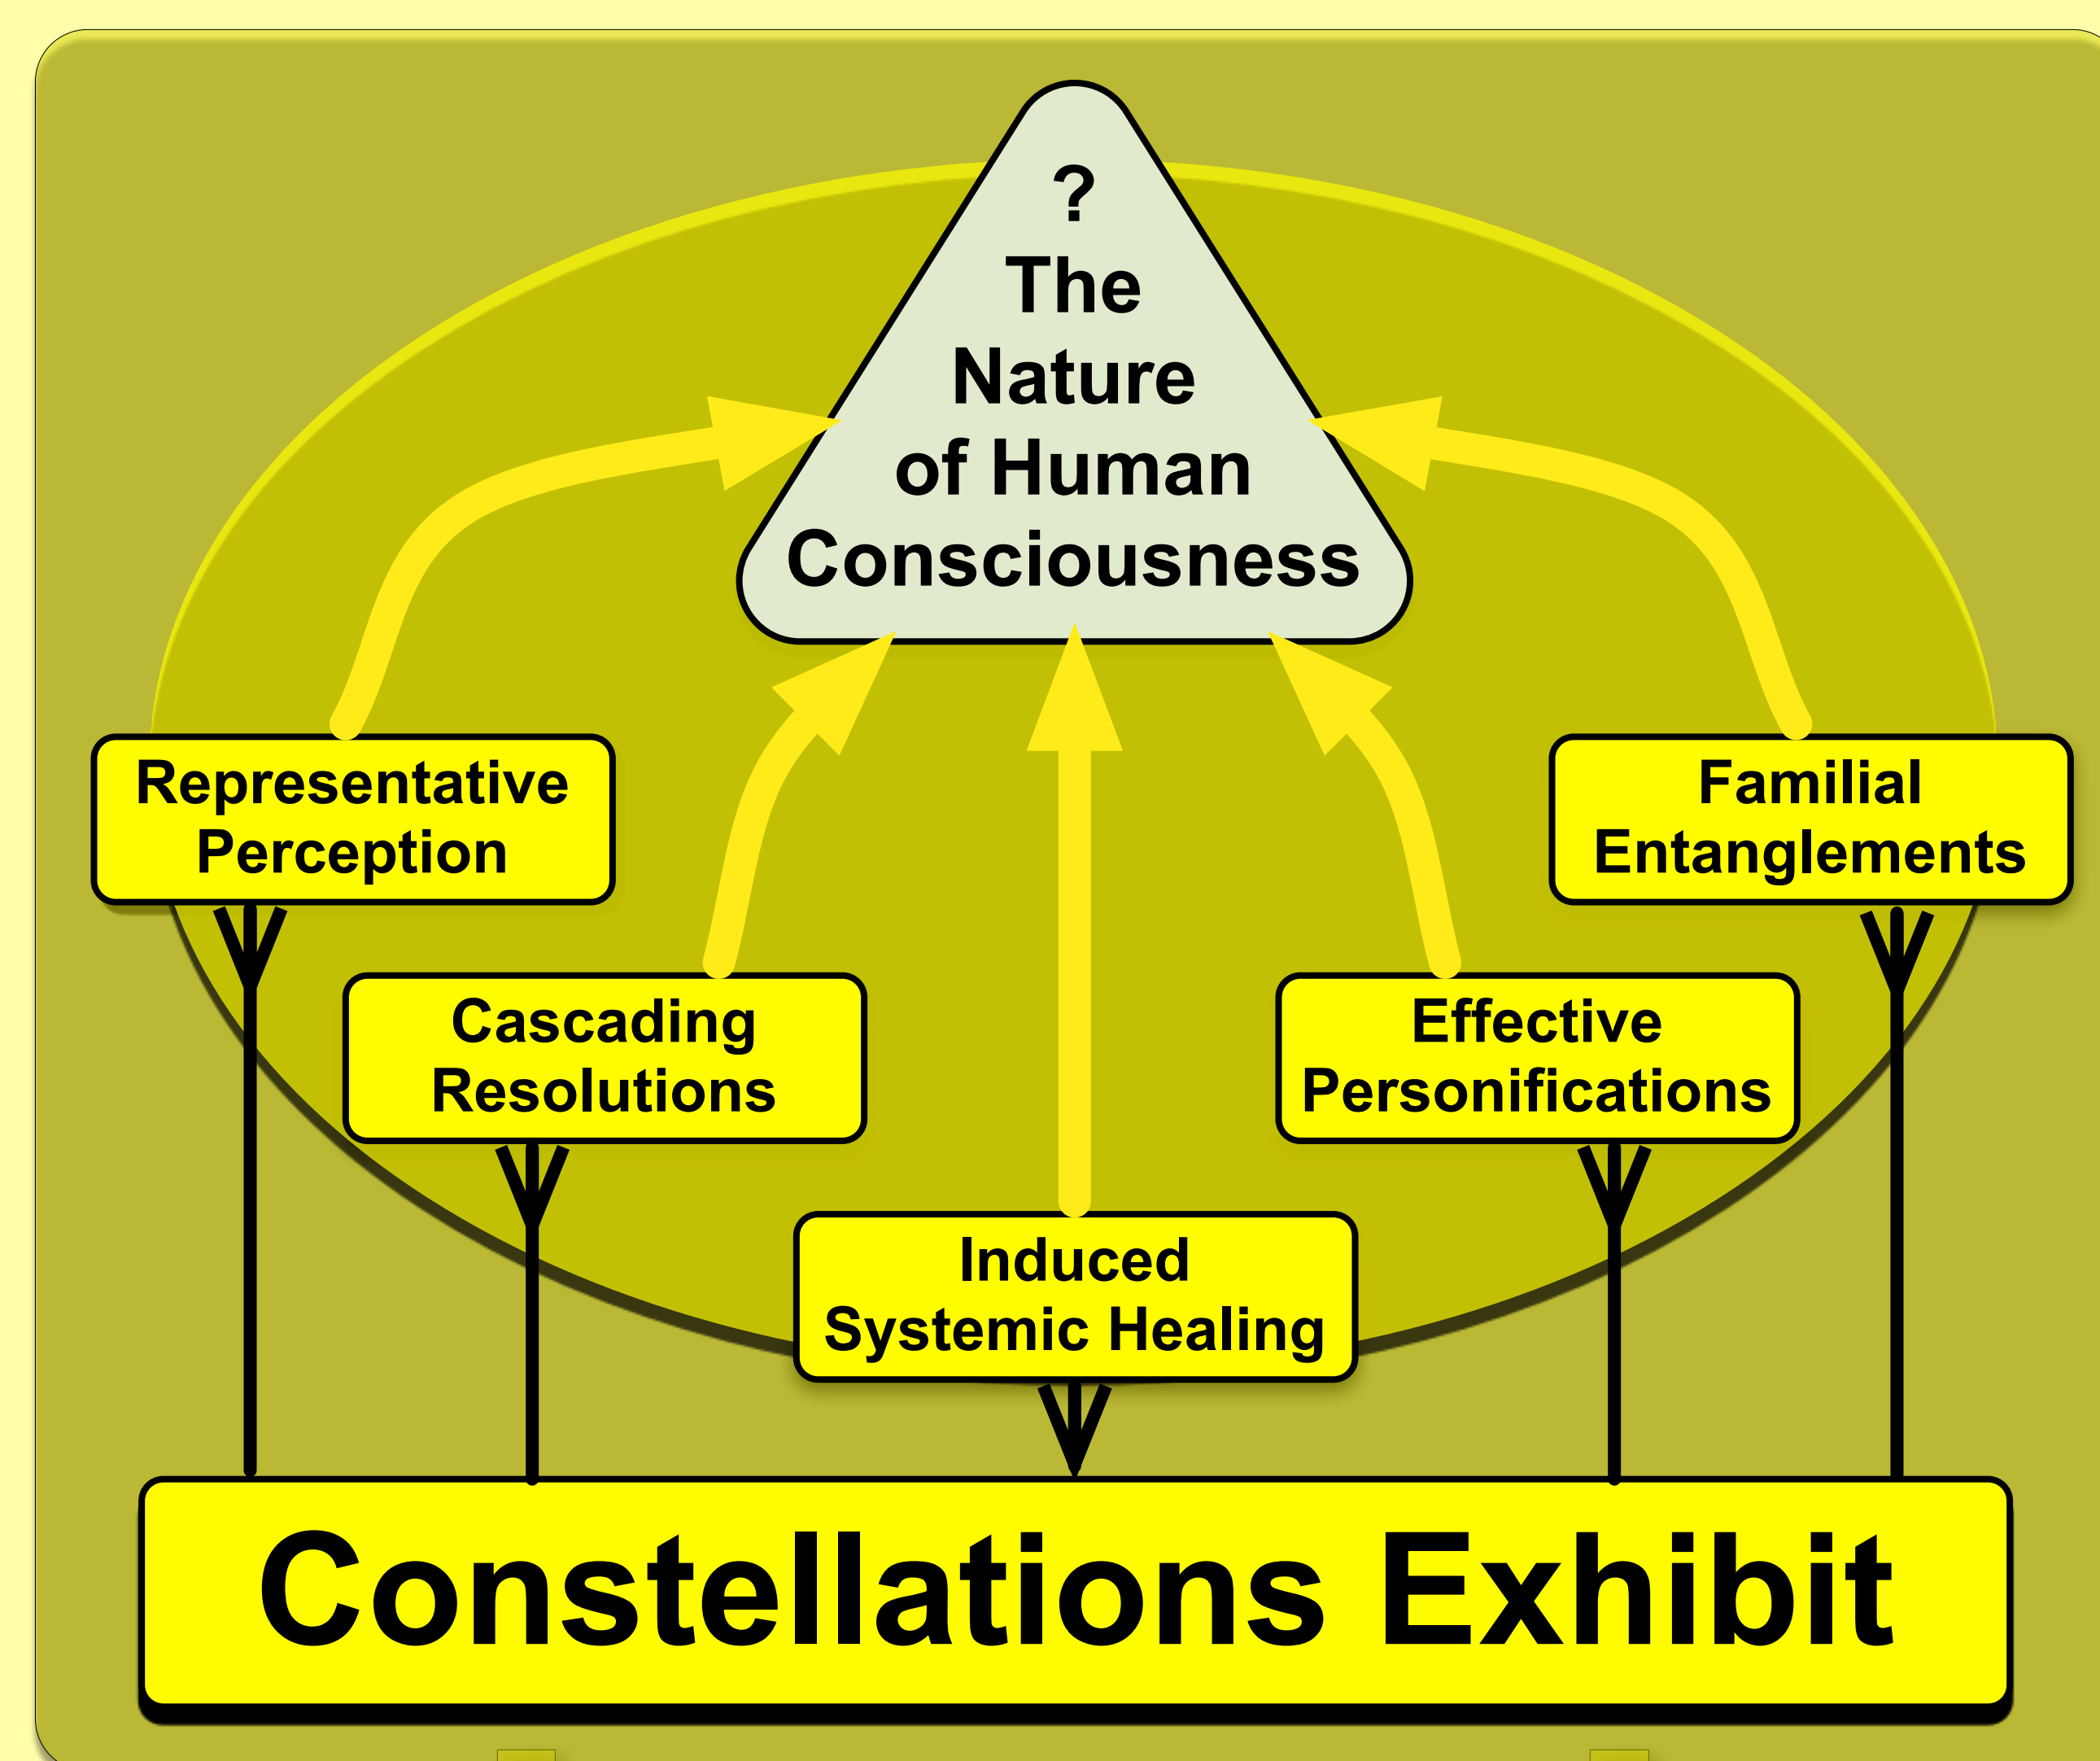 ?
The
Nature
of Human
Consciousness
Representative
Perception
Familial
Entanglements
Cascading
Resolutions
Effective
Personifications
Induced
Systemic Healing
Constellations Exhibit